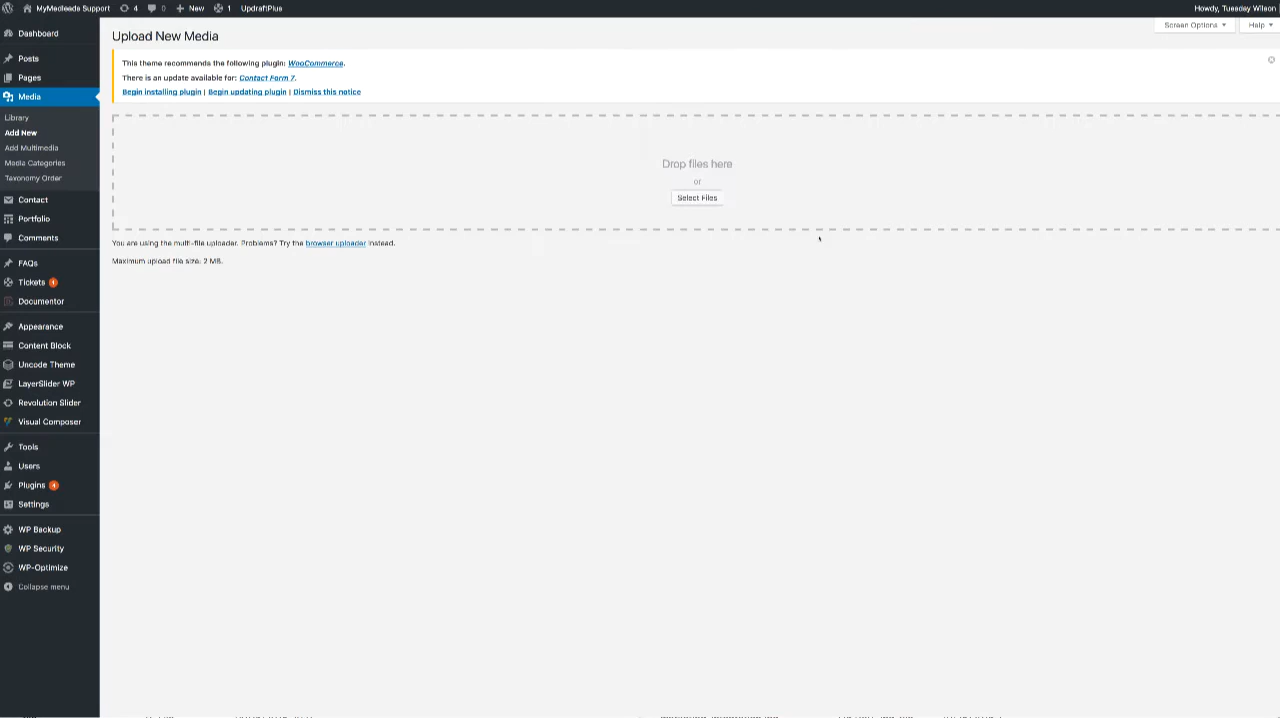 MyMedleads Support 4 0 New 1 UpdraftPlus Howdy, Tuesday Wilson
Screen Options Help
Dashboard
Posts
Pages
Media
Library
Add New
Add Multimedia
Media Categories
Taxonomy Order
Contact
Portfolio
Comments
FAQs
Tickets 1
Documentor
Appearance
Content Block
Uncode Theme
LayerSlider WP
Revolution Slider
Visual Composer
Tools
Users
Plugins 4
Settings
WP Backup
WP Security
WP-Optimize
Collapse menu
Upload New Media
This theme recommends the following plugin: WooCommerce.
There is an update available for: Contact Form 7.
Begin installing plugin | Begin updating plugin | Dismiss this notice
Drop files here
or
Select Files
You are using the multi-file uploader. Problems? Try the browser uploader instead.
Maximum upload file size: 2 MB.